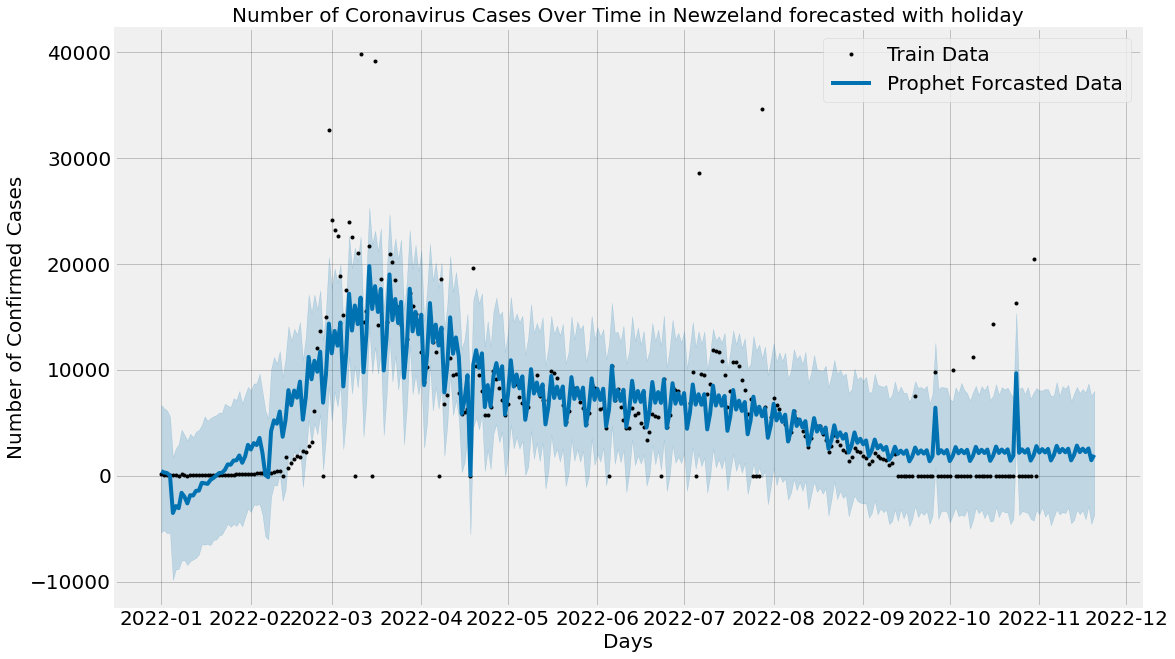 Number of Coronavirus Cases Over Time in Newzeland forecasted with holiday
Train Data
Prophet Forcasted Data
Number of Confirmed Cases
40000
30000
20000
10000
0
−10000
2022-01 2022-02 2022-03 2022-04 2022-05 2022-06 2022-07 2022-08 2022-09 2022-10 2022-11 2022-12
Days